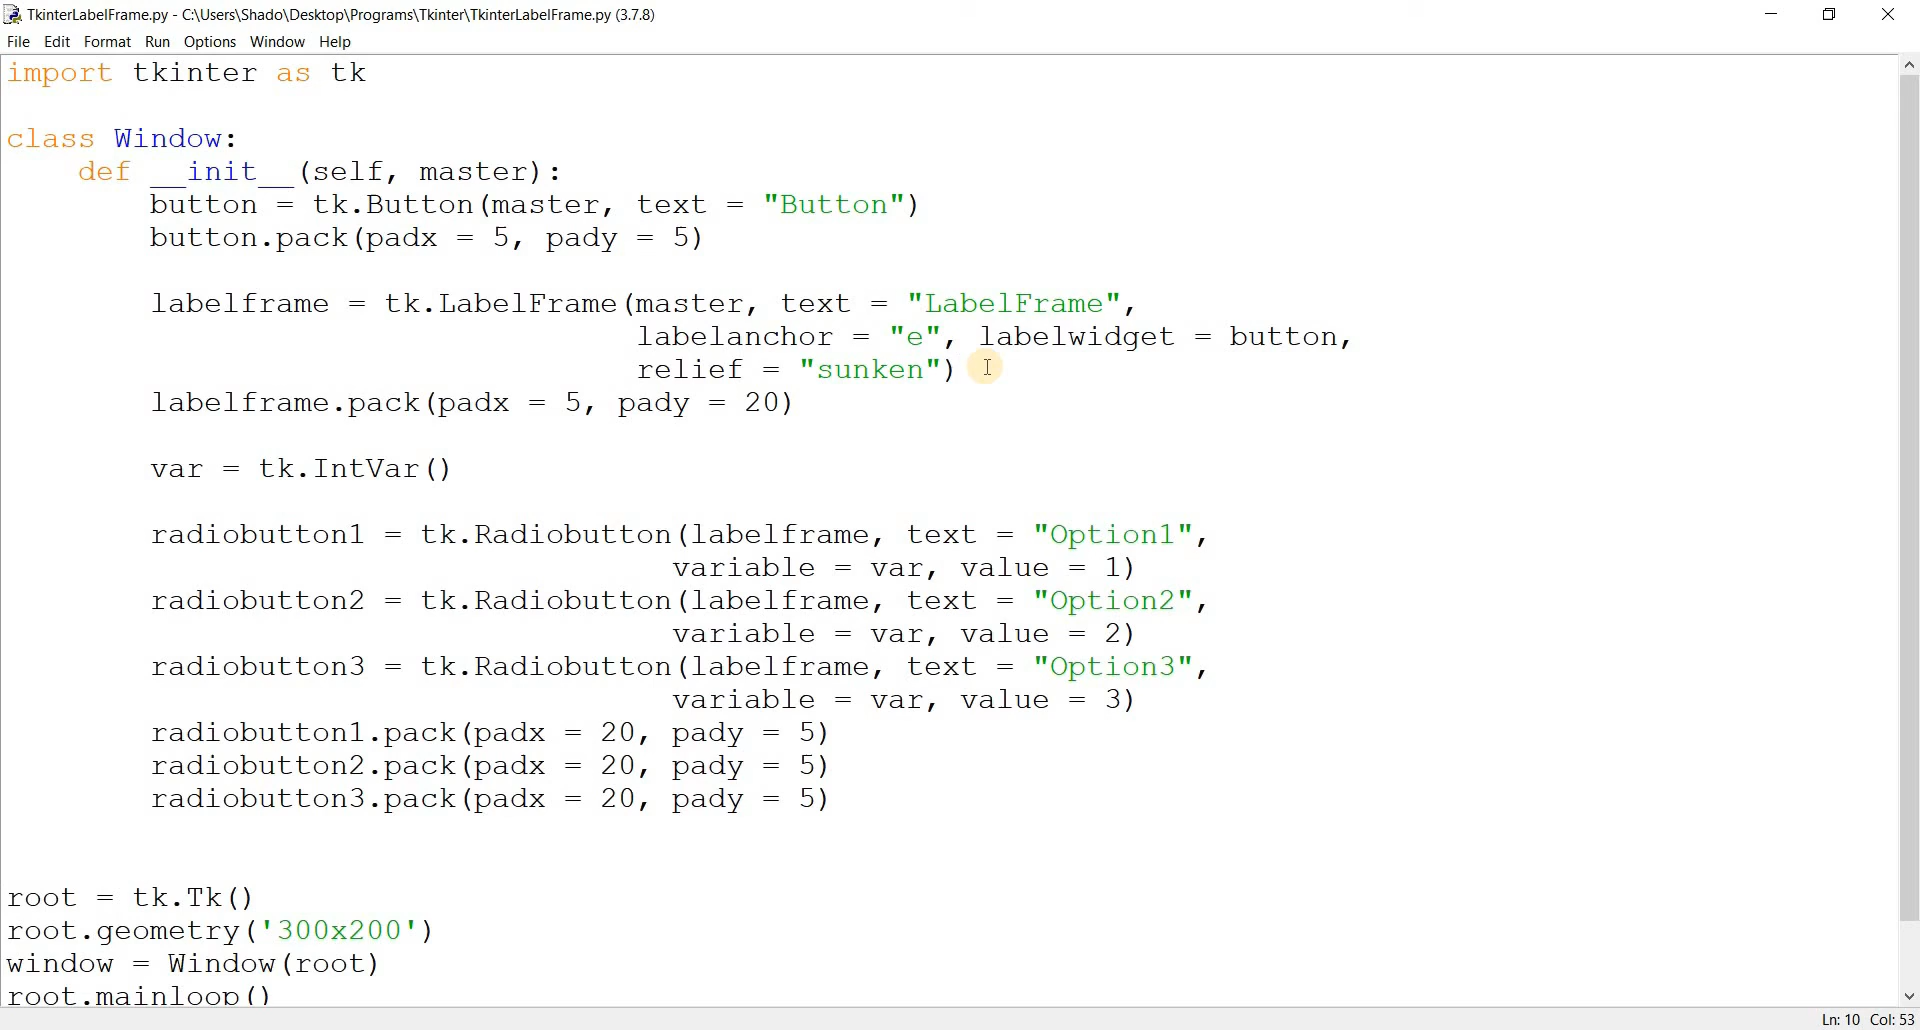 TkinterLabelFrame.py - C:\Users\Shado\Desktop\Programs\Tkinter\TkinterLabelFrame.py (3.7.8)
File Edit Format Run Options Window Help
import tkinter as tk
class Window:
    def __init__(self, master):
        button = tk.Button(master, text = "Button")
        button.pack(padx = 5, pady = 5)
        labelframe = tk.LabelFrame(master, text = "LabelFrame",
                                   labelanchor = "e", labelwidget = button,
                                   relief = "sunken")
        labelframe.pack(padx = 5, pady = 20)
        var = tk.IntVar()
        radiobutton1 = tk.Radiobutton(labelframe, text = "Option1",
                                     variable = var, value = 1)
        radiobutton2 = tk.Radiobutton(labelframe, text = "Option2",
                                     variable = var, value = 2)
        radiobutton3 = tk.Radiobutton(labelframe, text = "Option3",
                                     variable = var, value = 3)
        radiobutton1.pack(padx = 20, pady = 5)
        radiobutton2.pack(padx = 20, pady = 5)
        radiobutton3.pack(padx = 20, pady = 5)
root = tk.Tk()
root.geometry('300x200')
window = Window(root)
root.mainloop()
Ln: 10 Col: 53